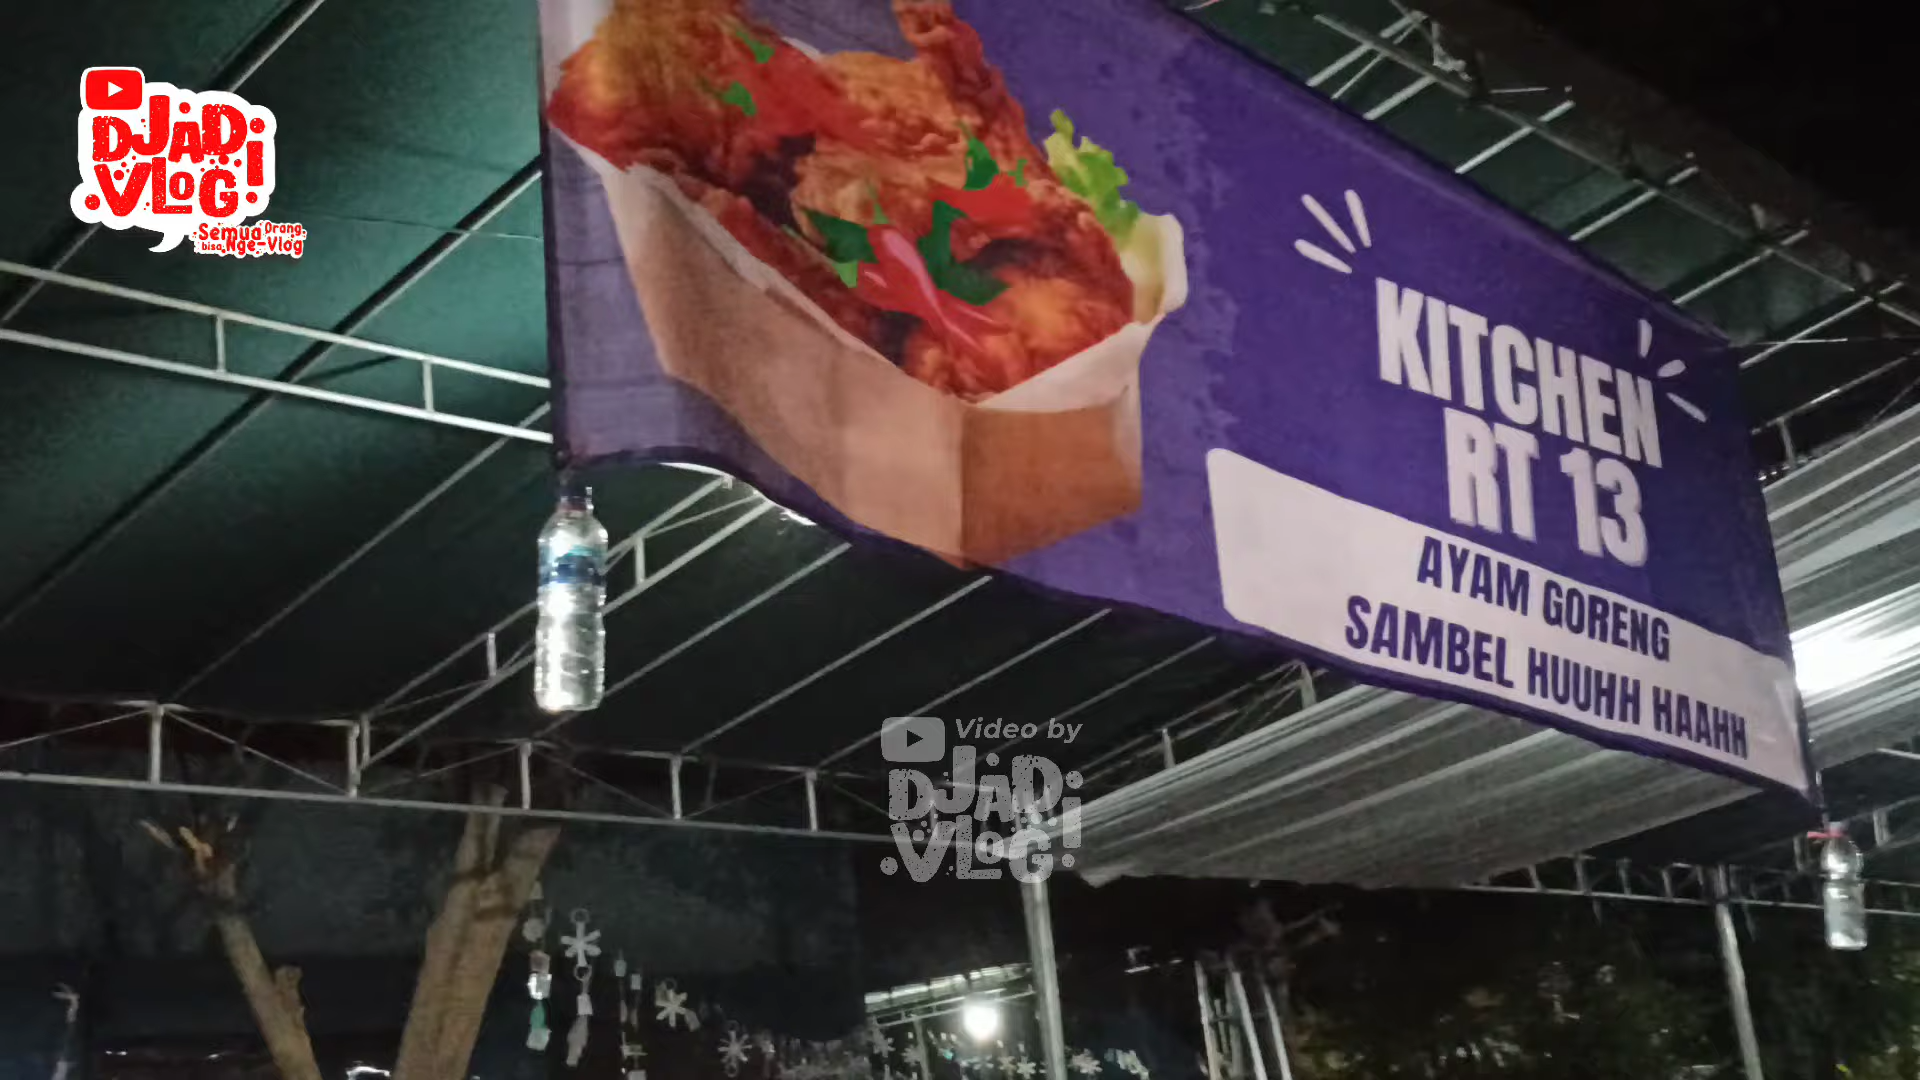 DJADI
VLOG
Semua Orang
bisa Nge-Vlog
KITCHEN
RT 13
AYAM GORENG
SAMBEL HUUHH HAAHH
Video by
DJADI
VLOG